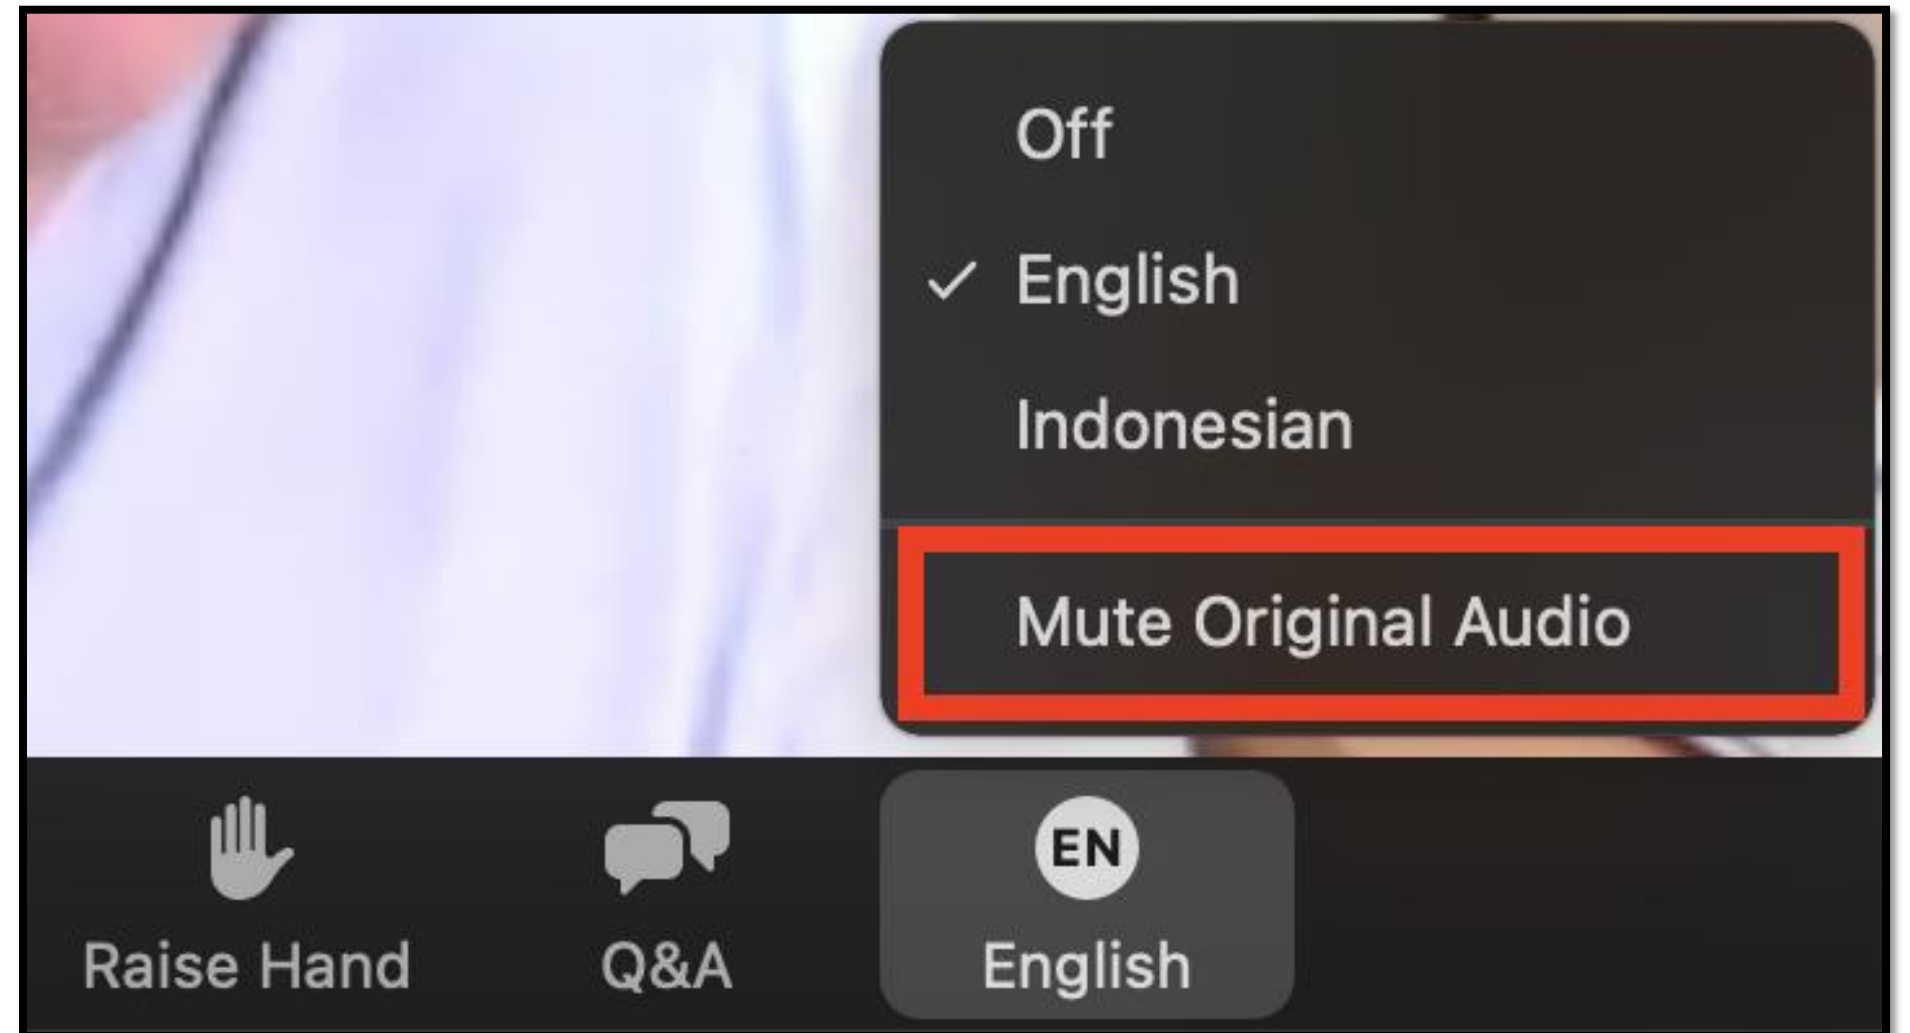 Off
✓ English
Indonesian
Mute Original Audio
EN
Raise Hand
Q&A
English